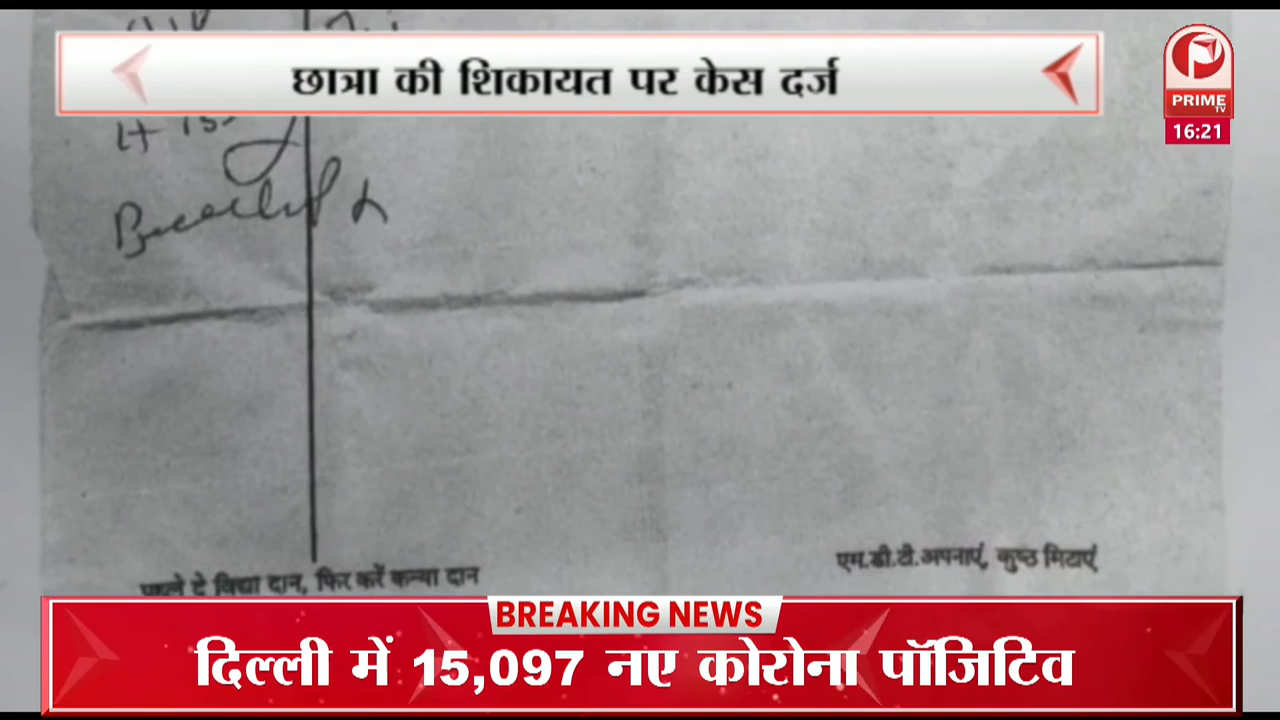 छात्रा की शिकायत पर केस दर्ज
PRIME
TV
16:21
पहले दे विद्या दान, फिर करें कन्या दान
एम.डी.टी.अपनाएं, कुष्ठ मिटाएं
BREAKING NEWS
दिल्ली में 15,097 नए कोरोना पॉजिटिव